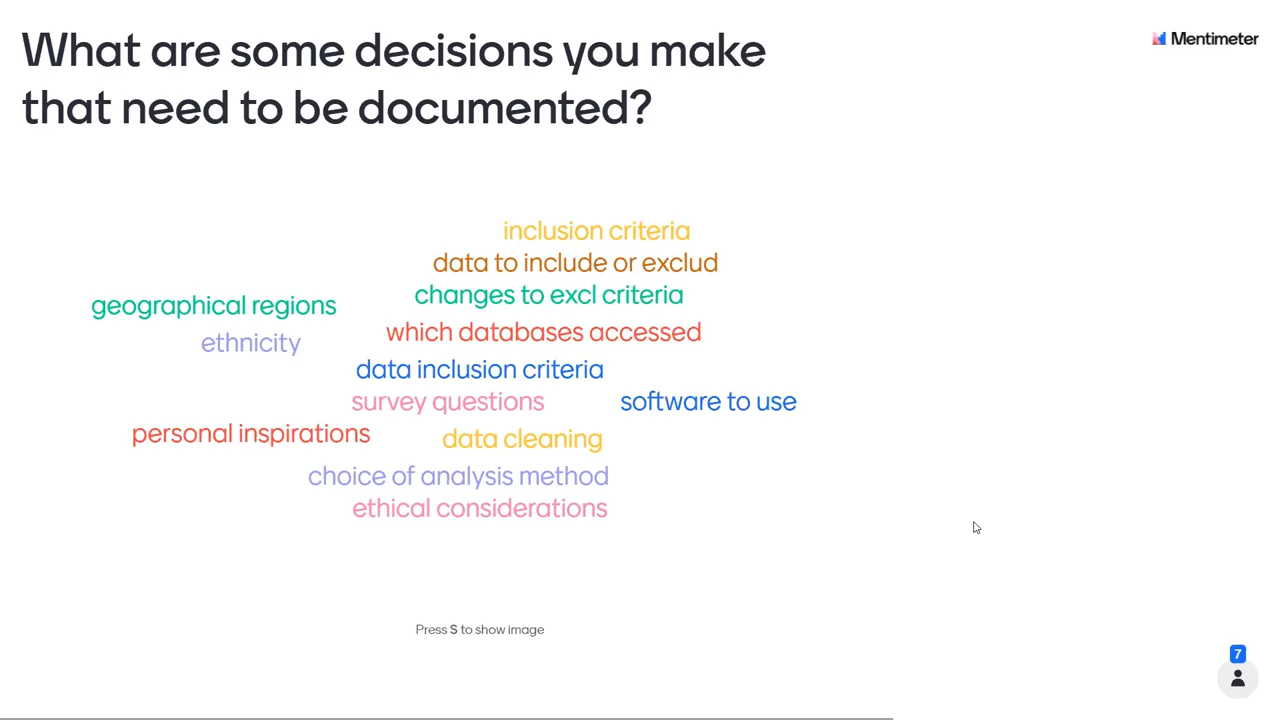 What are some decisions you make
that need to be documented?
Mentimeter
inclusion criteria
data to include or exclud
changes to excl criteria
geographical regions
which databases accessed
ethnicity
data inclusion criteria
survey questions
software to use
personal inspirations
data cleaning
choice of analysis method
ethical considerations
Press S to show image
7